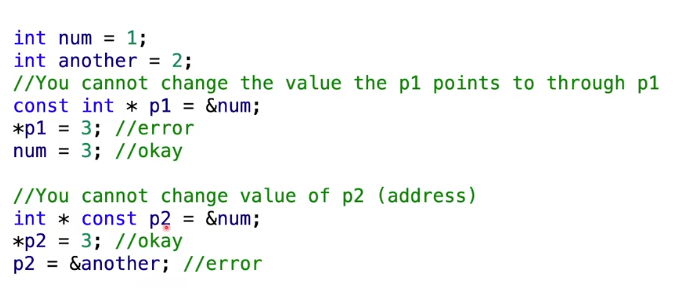 int num = 1;
int another = 2;
//You cannot change the value the p1 points to through p1
const int * p1 = &num;
*p1 = 3; //error
num = 3; //okay
//You cannot change value of p2 (address)
int * const p2 = &num;
*p2 = 3; //okay
p2 = &another; //error